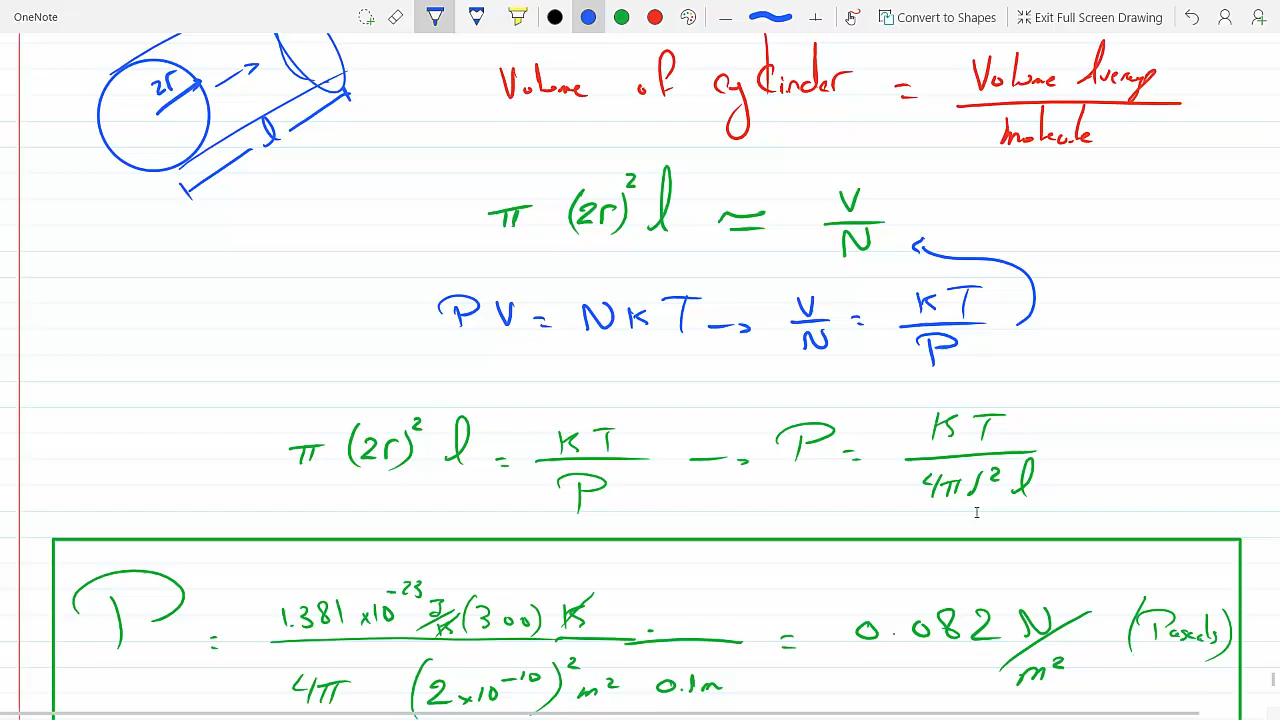 OneNote
Convert to Shapes Exit Full Screen Drawing
2r
l
Volume of cylinder = Volume Average / molecule
π (2r)² l ≃ V / N
PV = NKT → V / N = KT / P
π (2r)² l = KT / P → P = KT / 4πr² l
P = 1.381 × 10⁻²³ J/K (300) K / 4π (2×10⁻¹⁰)² m² 0.1m = 0.082 N / m² (Pascals)